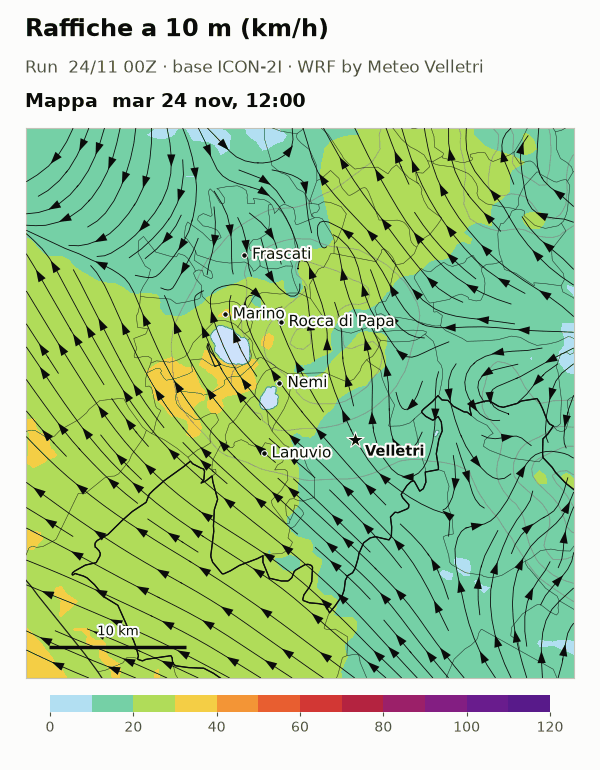 Raffiche a 10 m (km/h)
Run 24/11 00Z · base ICON-2I · WRF by Meteo Velletri
Mappa mar 24 nov, 12:00
Frascati
Marino
Rocca di Papa
Nemi
Velletri
Lanuvio
10 km
0 20 40 60 80 100 120